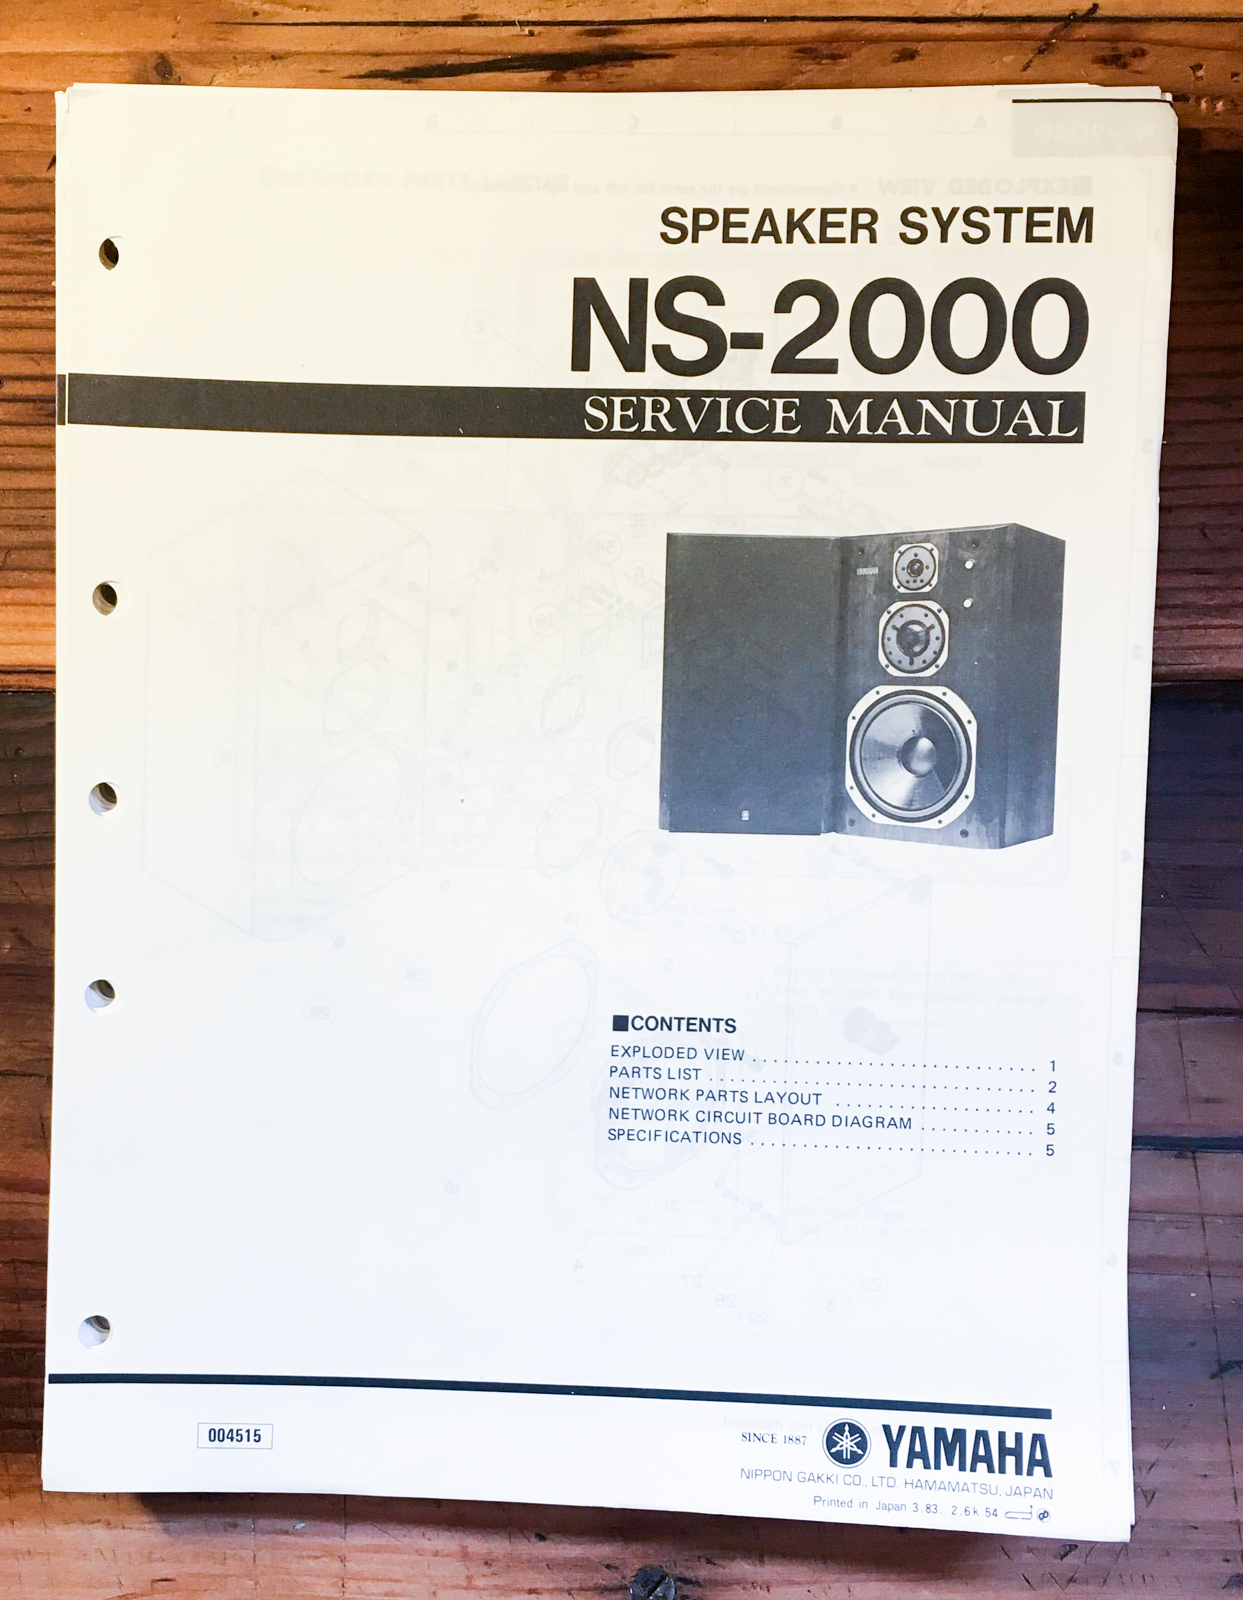 SPEAKER SYSTEM
NS-2000
SERVICE MANUAL
YAMAHA
■CONTENTS
EXPLODED VIEW . . . . . . . . . . . . . . . . . . . . . . . . . . . 1
PARTS LIST . . . . . . . . . . . . . . . . . . . . . . . . . . . . . . . 2
NETWORK PARTS LAYOUT . . . . . . . . . . . . . . . . . . . 4
NETWORK CIRCUIT BOARD DIAGRAM . . . . . . . . . . . 5
SPECIFICATIONS . . . . . . . . . . . . . . . . . . . . . . . . . . . 5
004515
SINCE 1887 YAMAHA
NIPPON GAKKI CO., LTD. HAMAMATSU, JAPAN
Printed in Japan 3.83. 2.6k 54